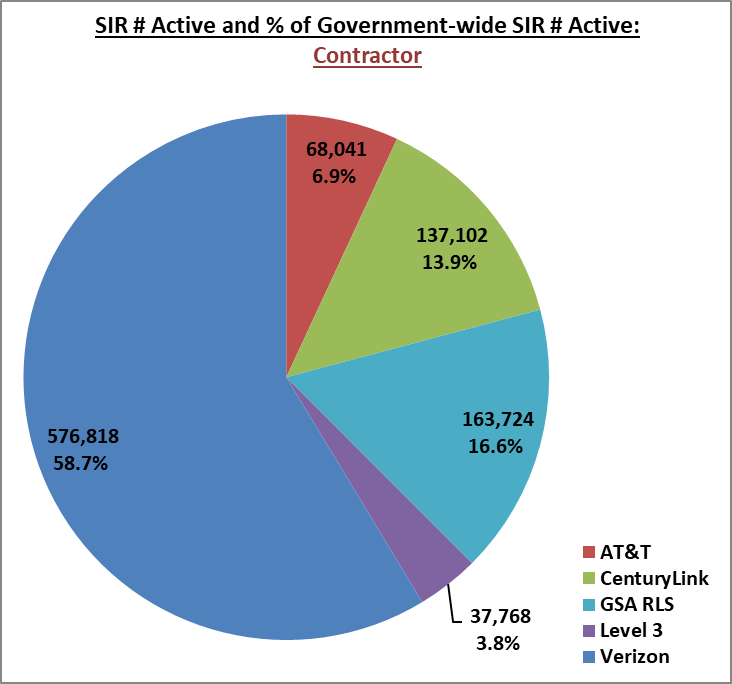 SIR # Active and % of Government-wide SIR # Active:
Contractor
68,041
6.9%
137,102
13.9%
163,724
16.6%
576,818
58.7%
37,768
3.8%
AT&T
CenturyLink
GSA RLS
Level 3
Verizon